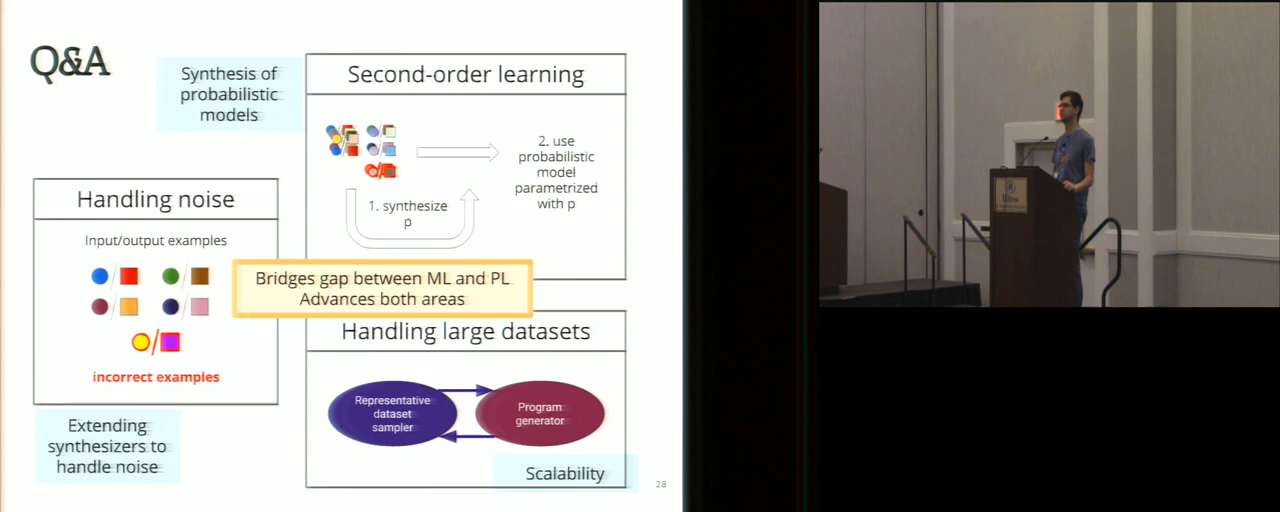 Q&A
Synthesis of
probabilistic
models
Second-order learning
2. use
probabilistic
model
parametrized
with p
1. synthesize
p
Handling noise
Input/output examples
incorrect examples
Extending
synthesizers to
handle noise
Bridges gap between ML and PL
Advances both areas
Handling large datasets
Representative
dataset
sampler
Program
generator
Scalability
28
Hilton